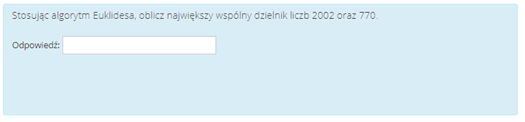 Stosując algorytm Euklidesa, oblicz największy wspólny dzielnik liczb 2002 oraz 770.
Odpowiedź: